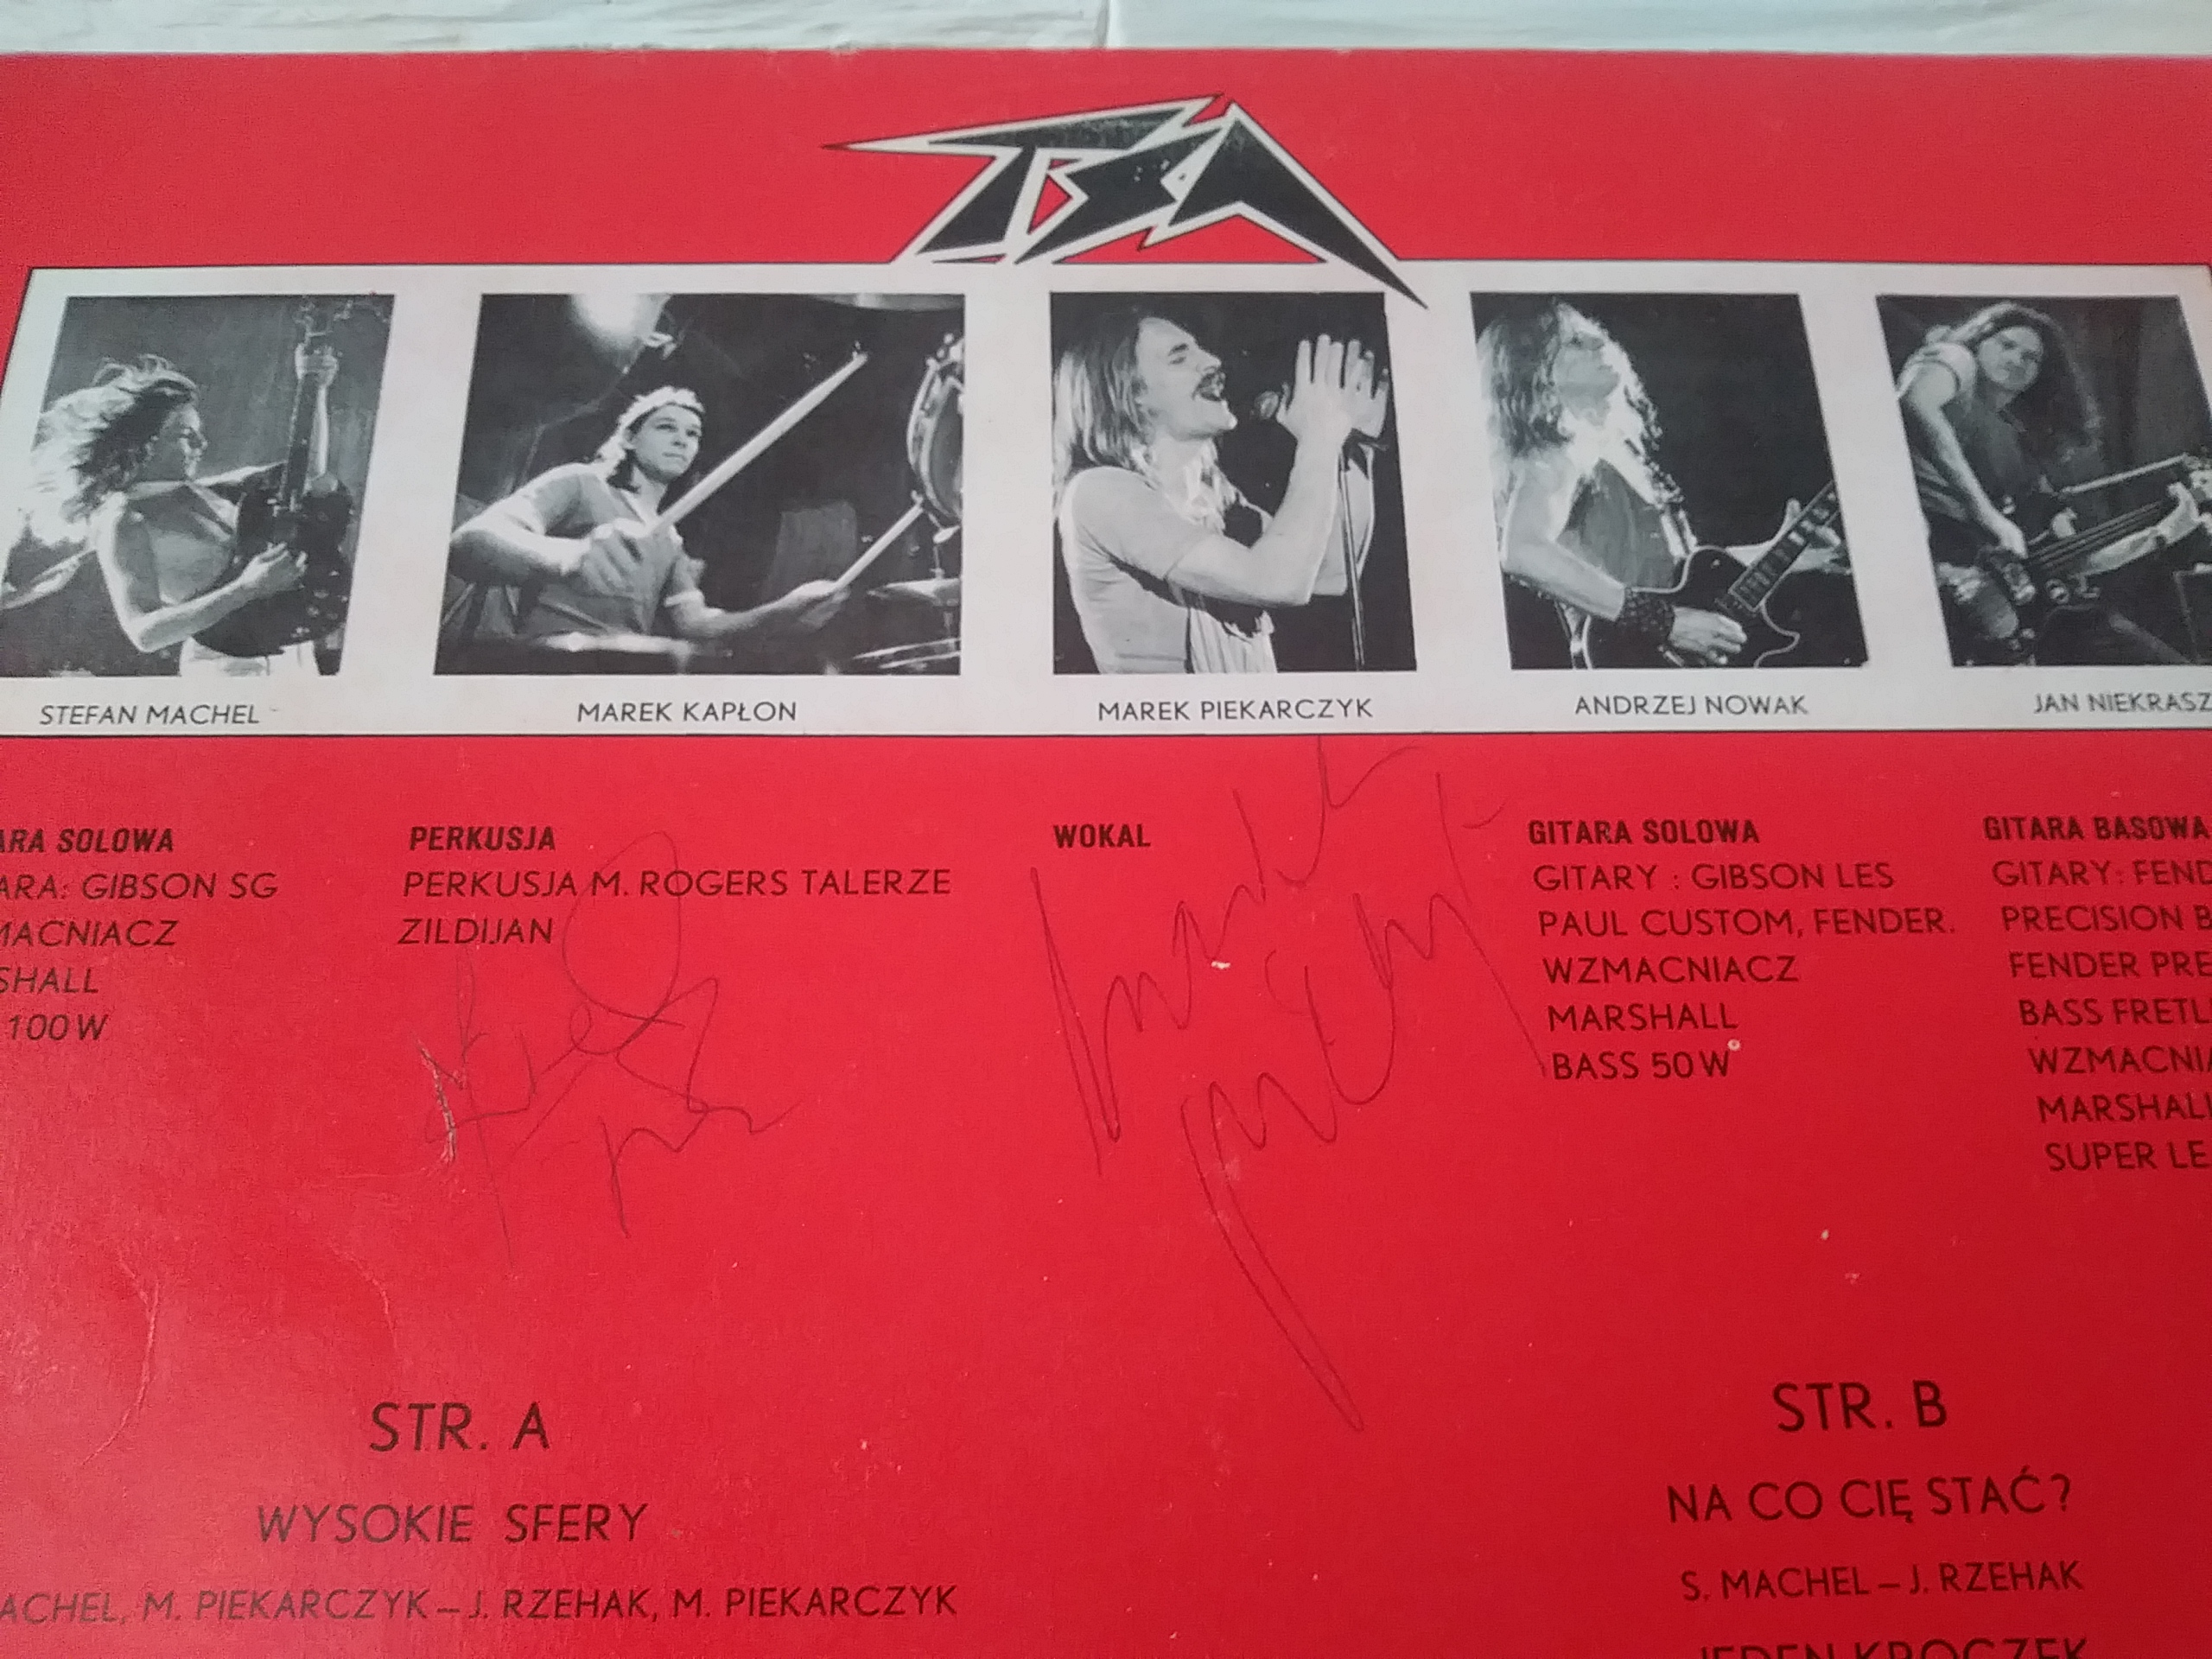 TSA
STEFAN MACHEL
MAREK KAPŁON
MAREK PIEKARCZYK
ANDRZEJ NOWAK
JAN NIEKRASZ
ARA SOLOWA
ARA: GIBSON SG
MACNIACZ
SHALL
100 W
PERKUSJA
PERKUSJA M. ROGERS TALERZE
ZILDIJAN
WOKAL
GITARA SOLOWA
GITARY : GIBSON LES
PAUL CUSTOM, FENDER.
WZMACNIACZ
MARSHALL
BASS 50 W
GITARA BASOWA
GITARY: FEND
PRECISION B
FENDER PRE
BASS FRETL
WZMACNIA
MARSHALL
SUPER LE
STR. A
WYSOKIE SFERY
ACHEL, M. PIEKARCZYK – J. RZEHAK, M. PIEKARCZYK
STR. B
NA CO CIĘ STAĆ?
S. MACHEL – J. RZEHAK
JEDEN KROCZEK